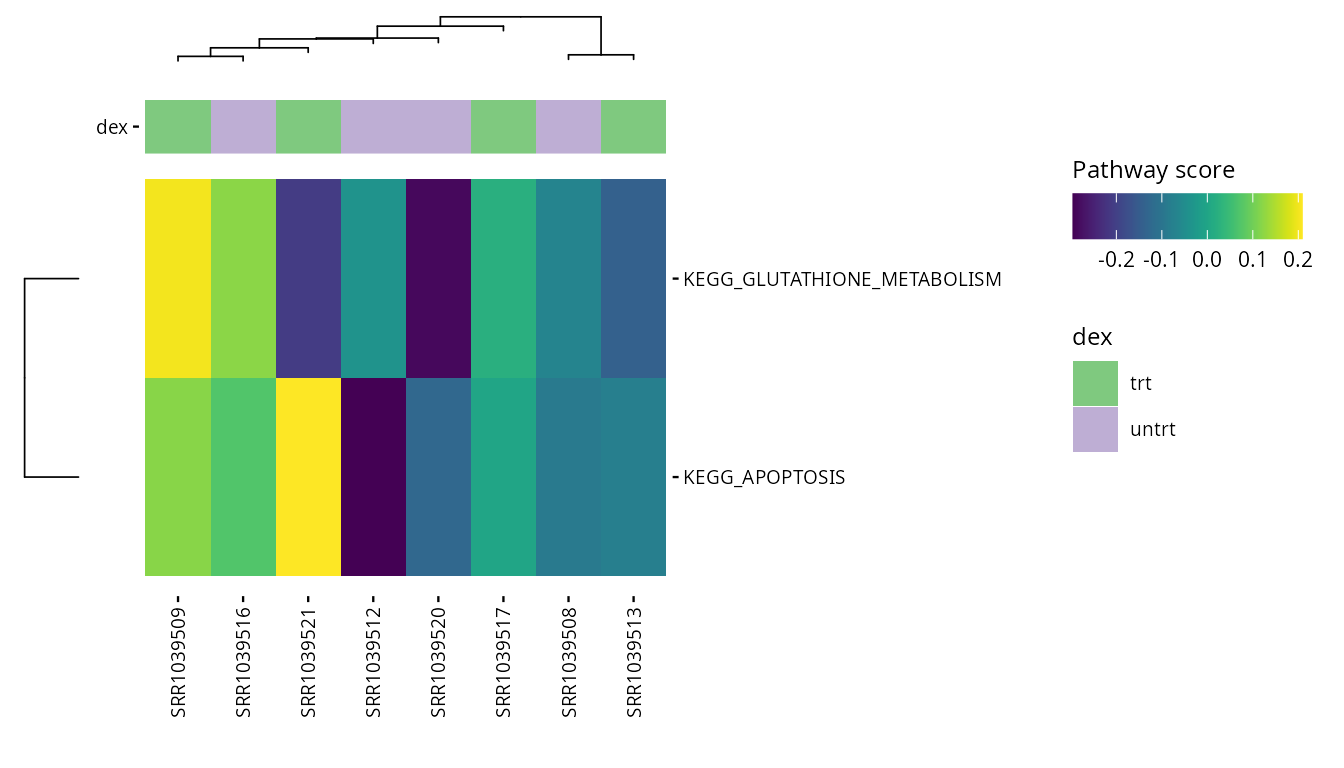 dex
KEGG_GLUTATHIONE_METABOLISM
KEGG_APOPTOSIS
SRR1039509
SRR1039516
SRR1039521
SRR1039512
SRR1039520
SRR1039517
SRR1039508
SRR1039513
Pathway score
-0.2 -0.1 0.0 0.1 0.2
dex
trt
untrt